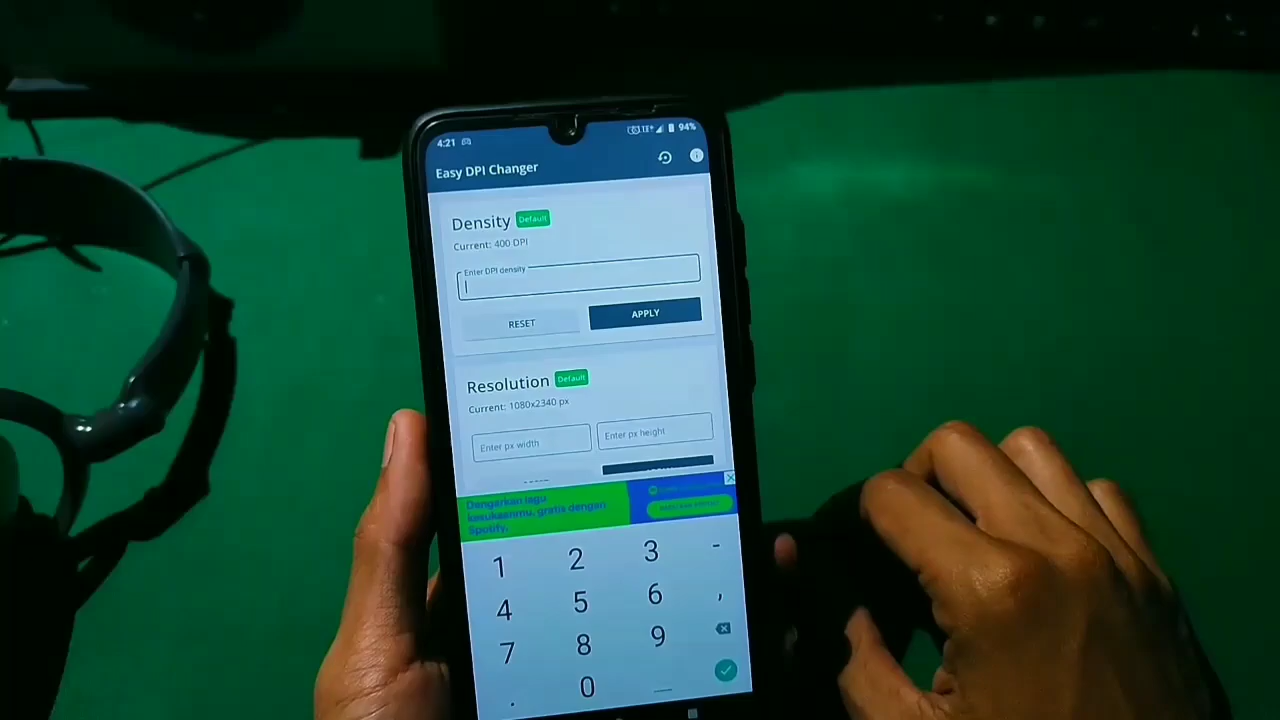 4:21
94%
Easy DPI Changer
Density Default
Current: 400 DPI
Enter DPI density
RESET
APPLY
Resolution Default
Current: 1080x2340 px
Enter px width
Enter px height
Dengarkan lagu
kesukaanmu, gratis dengan
Spotify.
1 2 3 -
4 5 6 ,
7 8 9
. 0